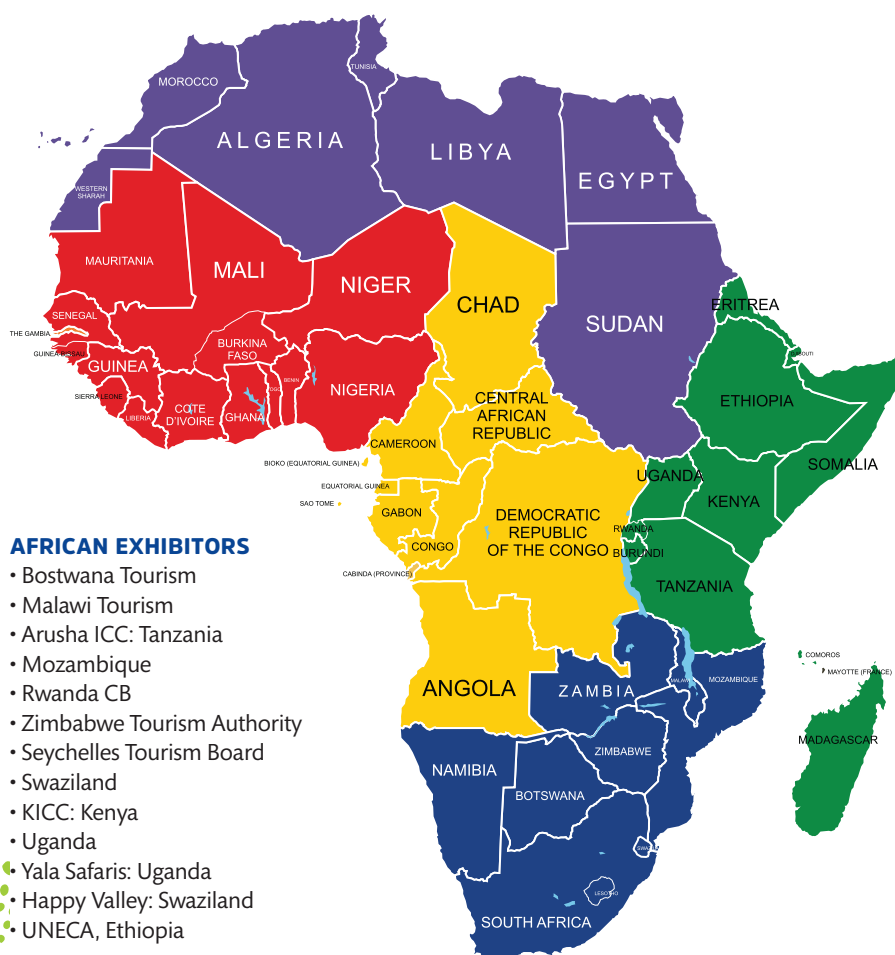 MOROCCO
TUNISIA
ALGERIA
LIBYA
EGYPT
WESTERN
SHARAH
MAURITANIA
MALI
NIGER
CHAD
SUDAN
ERITREA
SENEGAL
THE GAMBIA
GUINEA-BISSAU
GUINEA
BURKINA
FASO
SIERRA LEONE
LIBERIA
COTE
D'IVOIRE
GHANA
BENIN
NIGERIA
DJIBOUTI
ETHIOPIA
CENTRAL
AFRICAN
REPUBLIC
CAMEROON
BIOKO (EQUATORIAL GUINEA)
EQUATORIAL GUINEA
SAO TOME
GABON
CONGO
CABINDA (PROVINCE)
DEMOCRATIC
REPUBLIC
OF THE CONGO
UGANDA
KENYA
SOMALIA
RWANDA
BURUNDI
TANZANIA
COMOROS
MAYOTTE (FRANCE)
MADAGASCAR
ANGOLA
ZAMBIA
MALAWI
MOZAMBIQUE
ZIMBABWE
NAMIBIA
BOTSWANA
LESOTHO
SOUTH AFRICA
AFRICAN EXHIBITORS
• Bostwana Tourism
• Malawi Tourism
• Arusha ICC: Tanzania
• Mozambique
• Rwanda CB
• Zimbabwe Tourism Authority
• Seychelles Tourism Board
• Swaziland
• KICC: Kenya
• Uganda
• Yala Safaris: Uganda
• Happy Valley: Swaziland
• UNECA, Ethiopia